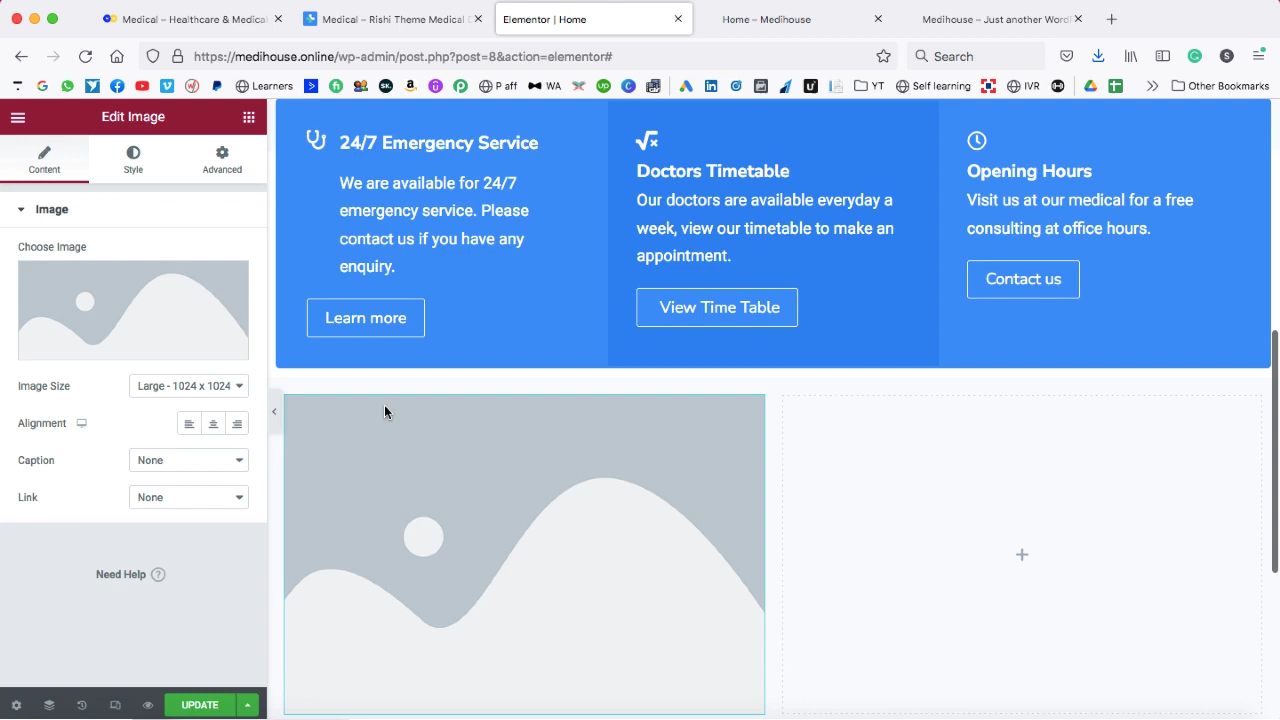 Medical – Healthcare & Medical
Medical – Rishi Theme Medical D
Elementor | Home
Home – Medihouse
Medihouse – Just another Word
https://medihouse.online/wp-admin/post.php?post=8&action=elementor#
Search
Learners
P aff
WA
YT
Self learning
IVR
Other Bookmarks
Edit Image
Content
Style
Advanced
Image
Choose Image
Image Size
Large - 1024 x 1024
Alignment
Caption
None
Link
None
Need Help
UPDATE
24/7 Emergency Service
We are available for 24/7
emergency service. Please
contact us if you have any
enquiry.
Learn more
Doctors Timetable
Our doctors are available everyday a
week, view our timetable to make an
appointment.
View Time Table
Opening Hours
Visit us at our medical for a free
consulting at office hours.
Contact us